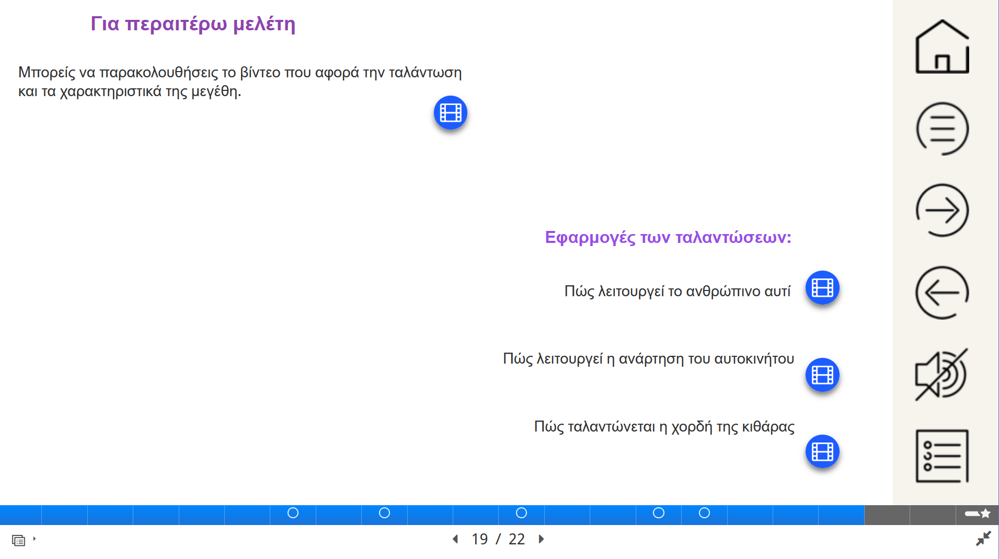 Για περαιτέρω μελέτη
Μπορείς να παρακολουθήσεις το βίντεο που αφορά την ταλάντωση
και τα χαρακτηριστικά της μεγέθη.
Εφαρμογές των ταλαντώσεων:
Πώς λειτουργεί το ανθρώπινο αυτί
Πώς λειτουργεί η ανάρτηση του αυτοκινήτου
Πώς ταλαντώνεται η χορδή της κιθάρας
19 / 22